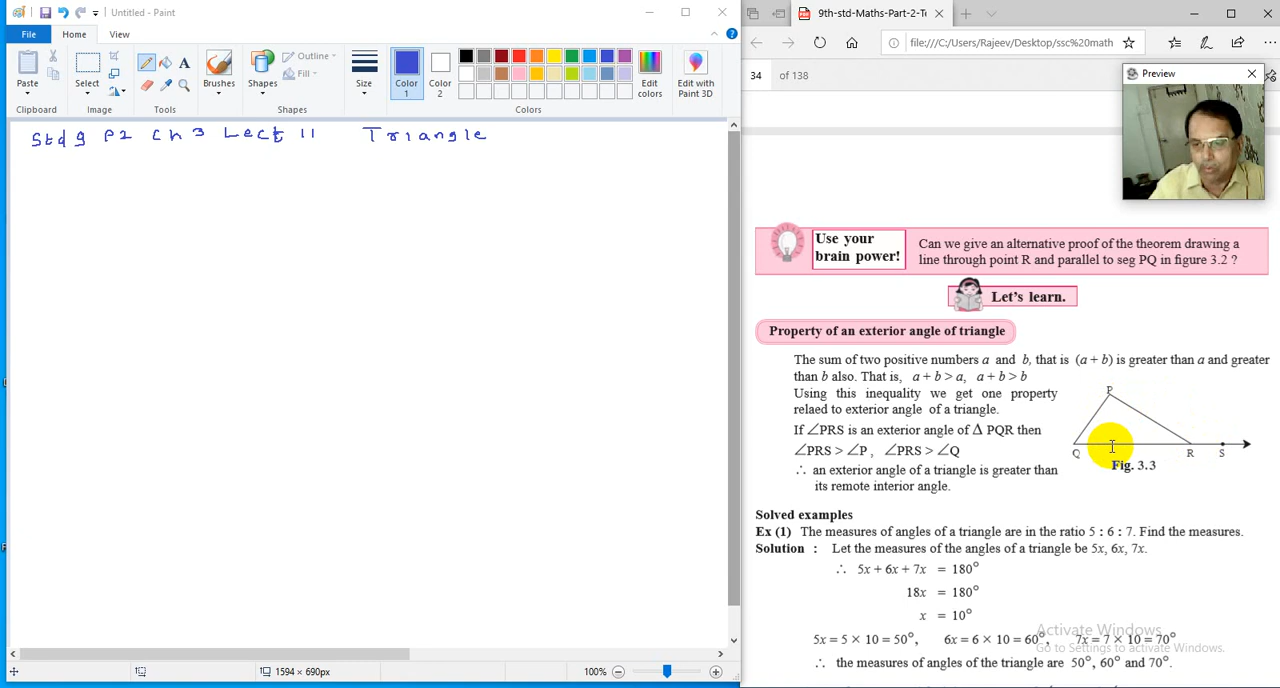 Untitled - Paint
File Home View
Paste
Clipboard
Select
Image
A
Tools
Brushes
Shapes
Outline
Fill
Shapes
Size
Color 1
Color 2
Edit colors
Edit with Paint 3D
Colors
Std 9 P2 Ch 3 Lect 11 Triangle
1594 × 690px
100%
9th-std-Maths-Part-2-Te
file:///C:/Users/Rajeev/Desktop/ssc%20math
34 of 138
Preview
Use your brain power!
Can we give an alternative proof of the theorem drawing a
line through point R and parallel to seg PQ in figure 3.2 ?
Let's learn.
Property of an exterior angle of triangle
The sum of two positive numbers a and b, that is (a + b) is greater than a and greater
than b also. That is, a + b > a, a + b > b
Using this inequality we get one property
relaed to exterior angle of a triangle.
If ∠PRS is an exterior angle of Δ PQR then
∠PRS > ∠P , ∠PRS > ∠Q
∴ an exterior angle of a triangle is greater than
its remote interior angle.
P
Q R S
Fig. 3.3
Solved examples
Ex (1) The measures of angles of a triangle are in the ratio 5 : 6 : 7. Find the measures.
Solution : Let the measures of the angles of a triangle be 5x, 6x, 7x.
∴ 5x + 6x + 7x = 180°
18x = 180°
x = 10°
5x = 5 × 10 = 50°, 6x = 6 × 10 = 60°, 7x = 7 × 10 = 70°
∴ the measures of angles of the triangle are 50°, 60° and 70°.
Activate Windows
Go to Settings to activate Windows.